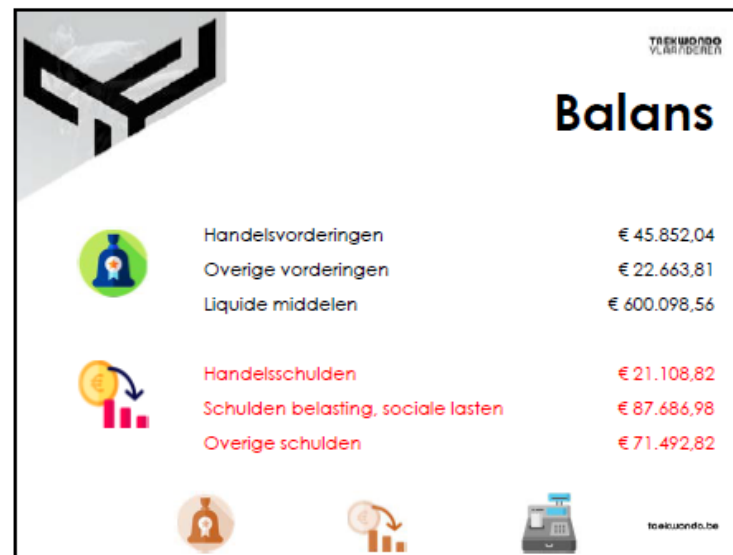 TAEKWONDO
VLAANDEREN
Balans
Handelsvorderingen € 45.852,04
Overige vorderingen € 22.663,81
Liquide middelen € 600.098,56
Handelsschulden € 21.108,82
Schulden belasting, sociale lasten € 87.686,98
Overige schulden € 71.492,82
taekwondo.be